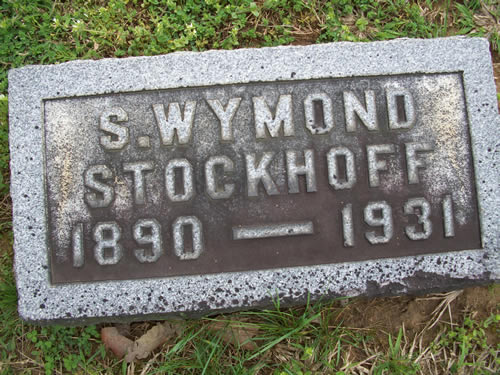 S. WYMOND
STOCKHOFF
1890 — 1931